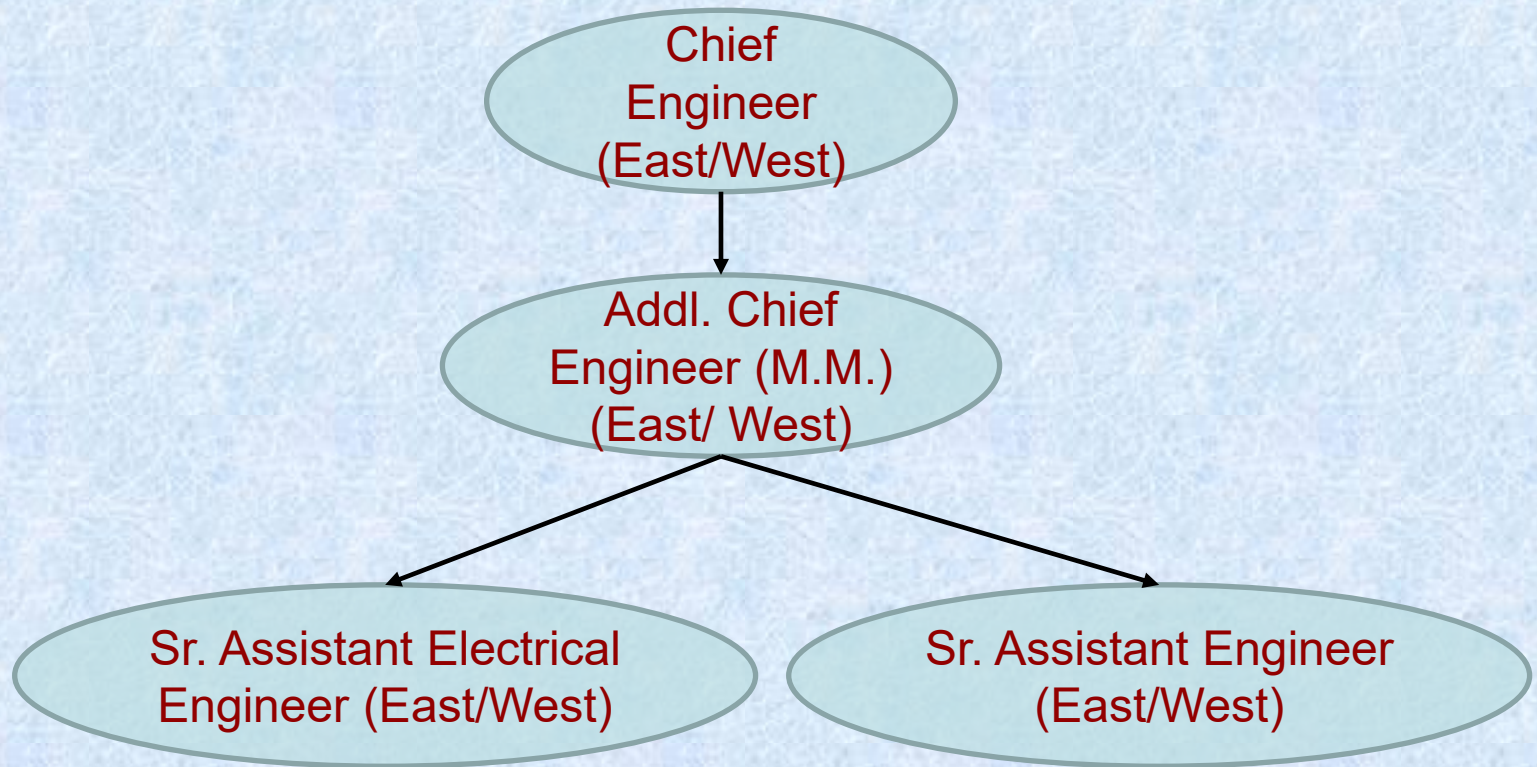 Chief
Engineer
(East/West)
Addl. Chief
Engineer (M.M.)
(East/ West)
Sr. Assistant Electrical
Engineer (East/West)
Sr. Assistant Engineer
(East/West)